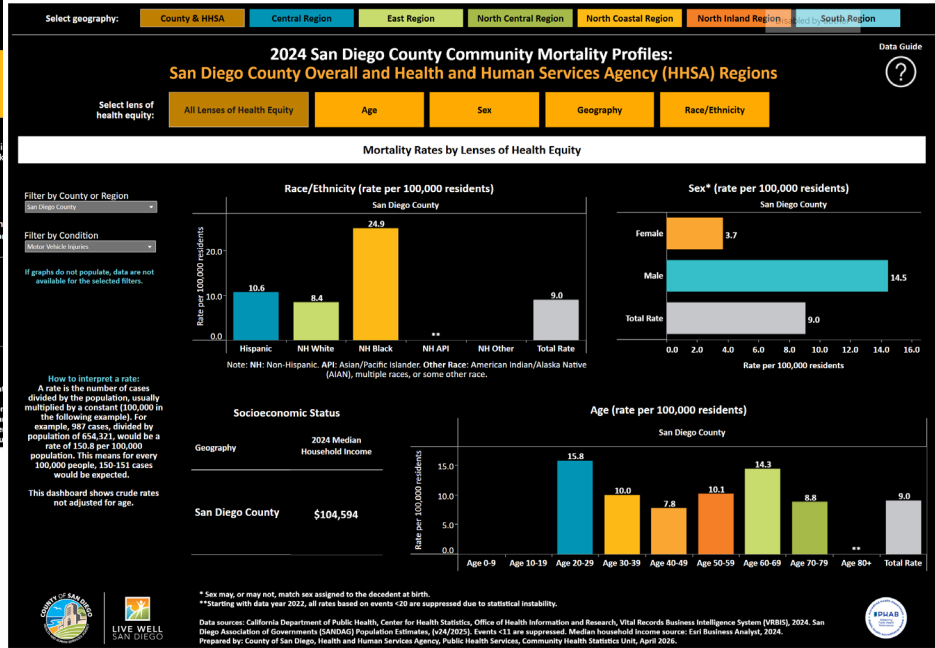 Select geography:
County & HHSA
Central Region
East Region
North Central Region
North Coastal Region
North Inland Region
South Region
Disabled by
2024 San Diego County Community Mortality Profiles:
San Diego County Overall and Health and Human Services Agency (HHSA) Regions
Data Guide
?
Select lens of
health equity:
All Lenses of Health Equity
Age
Sex
Geography
Race/Ethnicity
Mortality Rates by Lenses of Health Equity
Filter by County or Region
San Diego County
Filter by Condition
Motor Vehicle Injuries
If graphs do not populate, data are not
available for the selected filters.
How to interpret a rate:
A rate is the number of cases
divided by the population, usually
multiplied by a constant (100,000 in
the following example). For
example, 987 cases, divided by
population of 654,321, would be a
rate of 150.8 per 100,000
population. This means for every
100,000 people, 150-151 cases
would be expected.
This dashboard shows crude rates
not adjusted for age.
Race/Ethnicity (rate per 100,000 residents)
San Diego County
Rate per 100,000 residents
20.0
10.0
0.0
10.6
8.4
24.9
**
9.0
Hispanic
NH White
NH Black
NH API
NH Other
Total Rate
Note: NH: Non-Hispanic. API: Asian/Pacific Islander. Other Race: American Indian/Alaska Native
(AIAN), multiple races, or some other race.
Sex* (rate per 100,000 residents)
San Diego County
Female
3.7
Male
14.5
Total Rate
9.0
0.0 2.0 4.0 6.0 8.0 10.0 12.0 14.0 16.0
Rate per 100,000 residents
Socioeconomic Status
Geography
2024 Median
Household Income
San Diego County
$104,594
Age (rate per 100,000 residents)
San Diego County
Rate per 100,000 residents
15.0
5.0
0.0
15.8
10.0
7.8
10.1
14.3
8.8
**
9.0
Age 0-9
Age 10-19
Age 20-29
Age 30-39
Age 40-49
Age 50-59
Age 60-69
Age 70-79
Age 80+
Total Rate
* Sex may, or may not, match sex assigned to the decedent at birth.
**Starting with data year 2022, all rates based on events <20 are suppressed due to statistical instability.
Data sources: California Department of Public Health, Center for Health Statistics, Office of Health Information and Research, Vital Records Business Intelligence System (VRBIS), 2024. San
Diego Association of Governments (SANDAG) Population Estimates, (v24/2025). Events <11 are suppressed. Median household Income source: Esri Business Analyst, 2024.
Prepared by: County of San Diego, Health and Human Services Agency, Public Health Services, Community Health Statistics Unit, April 2026.
COUNTY OF SAN DIEGO
LIVE WELL
SAN DIEGO
PHAB